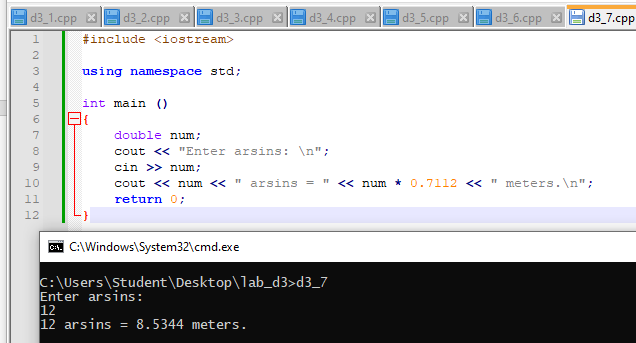 d3_1.cpp d3_2.cpp d3_3.cpp d3_4.cpp d3_5.cpp d3_6.cpp d3_7.cpp
1 #include <iostream>
2
3 using namespace std;
4
5 int main ()
6 {
7 double num;
8 cout << "Enter arsins: \n";
9 cin >> num;
10 cout << num << " arsins = " << num * 0.7112 << " meters.\n";
11 return 0;
12 }
C:\Windows\System32\cmd.exe
C:\Users\Student\Desktop\lab_d3>d3_7
Enter arsins:
12
12 arsins = 8.5344 meters.